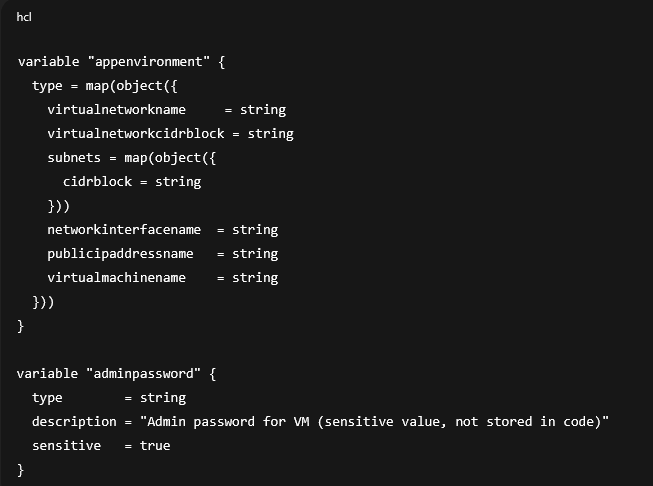 hcl
variable "appenvironment" {
  type = map(object({
    virtualnetworkname     = string
    virtualnetworkcidrblock = string
    subnets = map(object({
      cidrblock = string
    }))
    networkinterfacename  = string
    publicipaddressname   = string
    virtualmachinename    = string
  }))
}
variable "adminpassword" {
  type        = string
  description = "Admin password for VM (sensitive value, not stored in code)"
  sensitive   = true
}